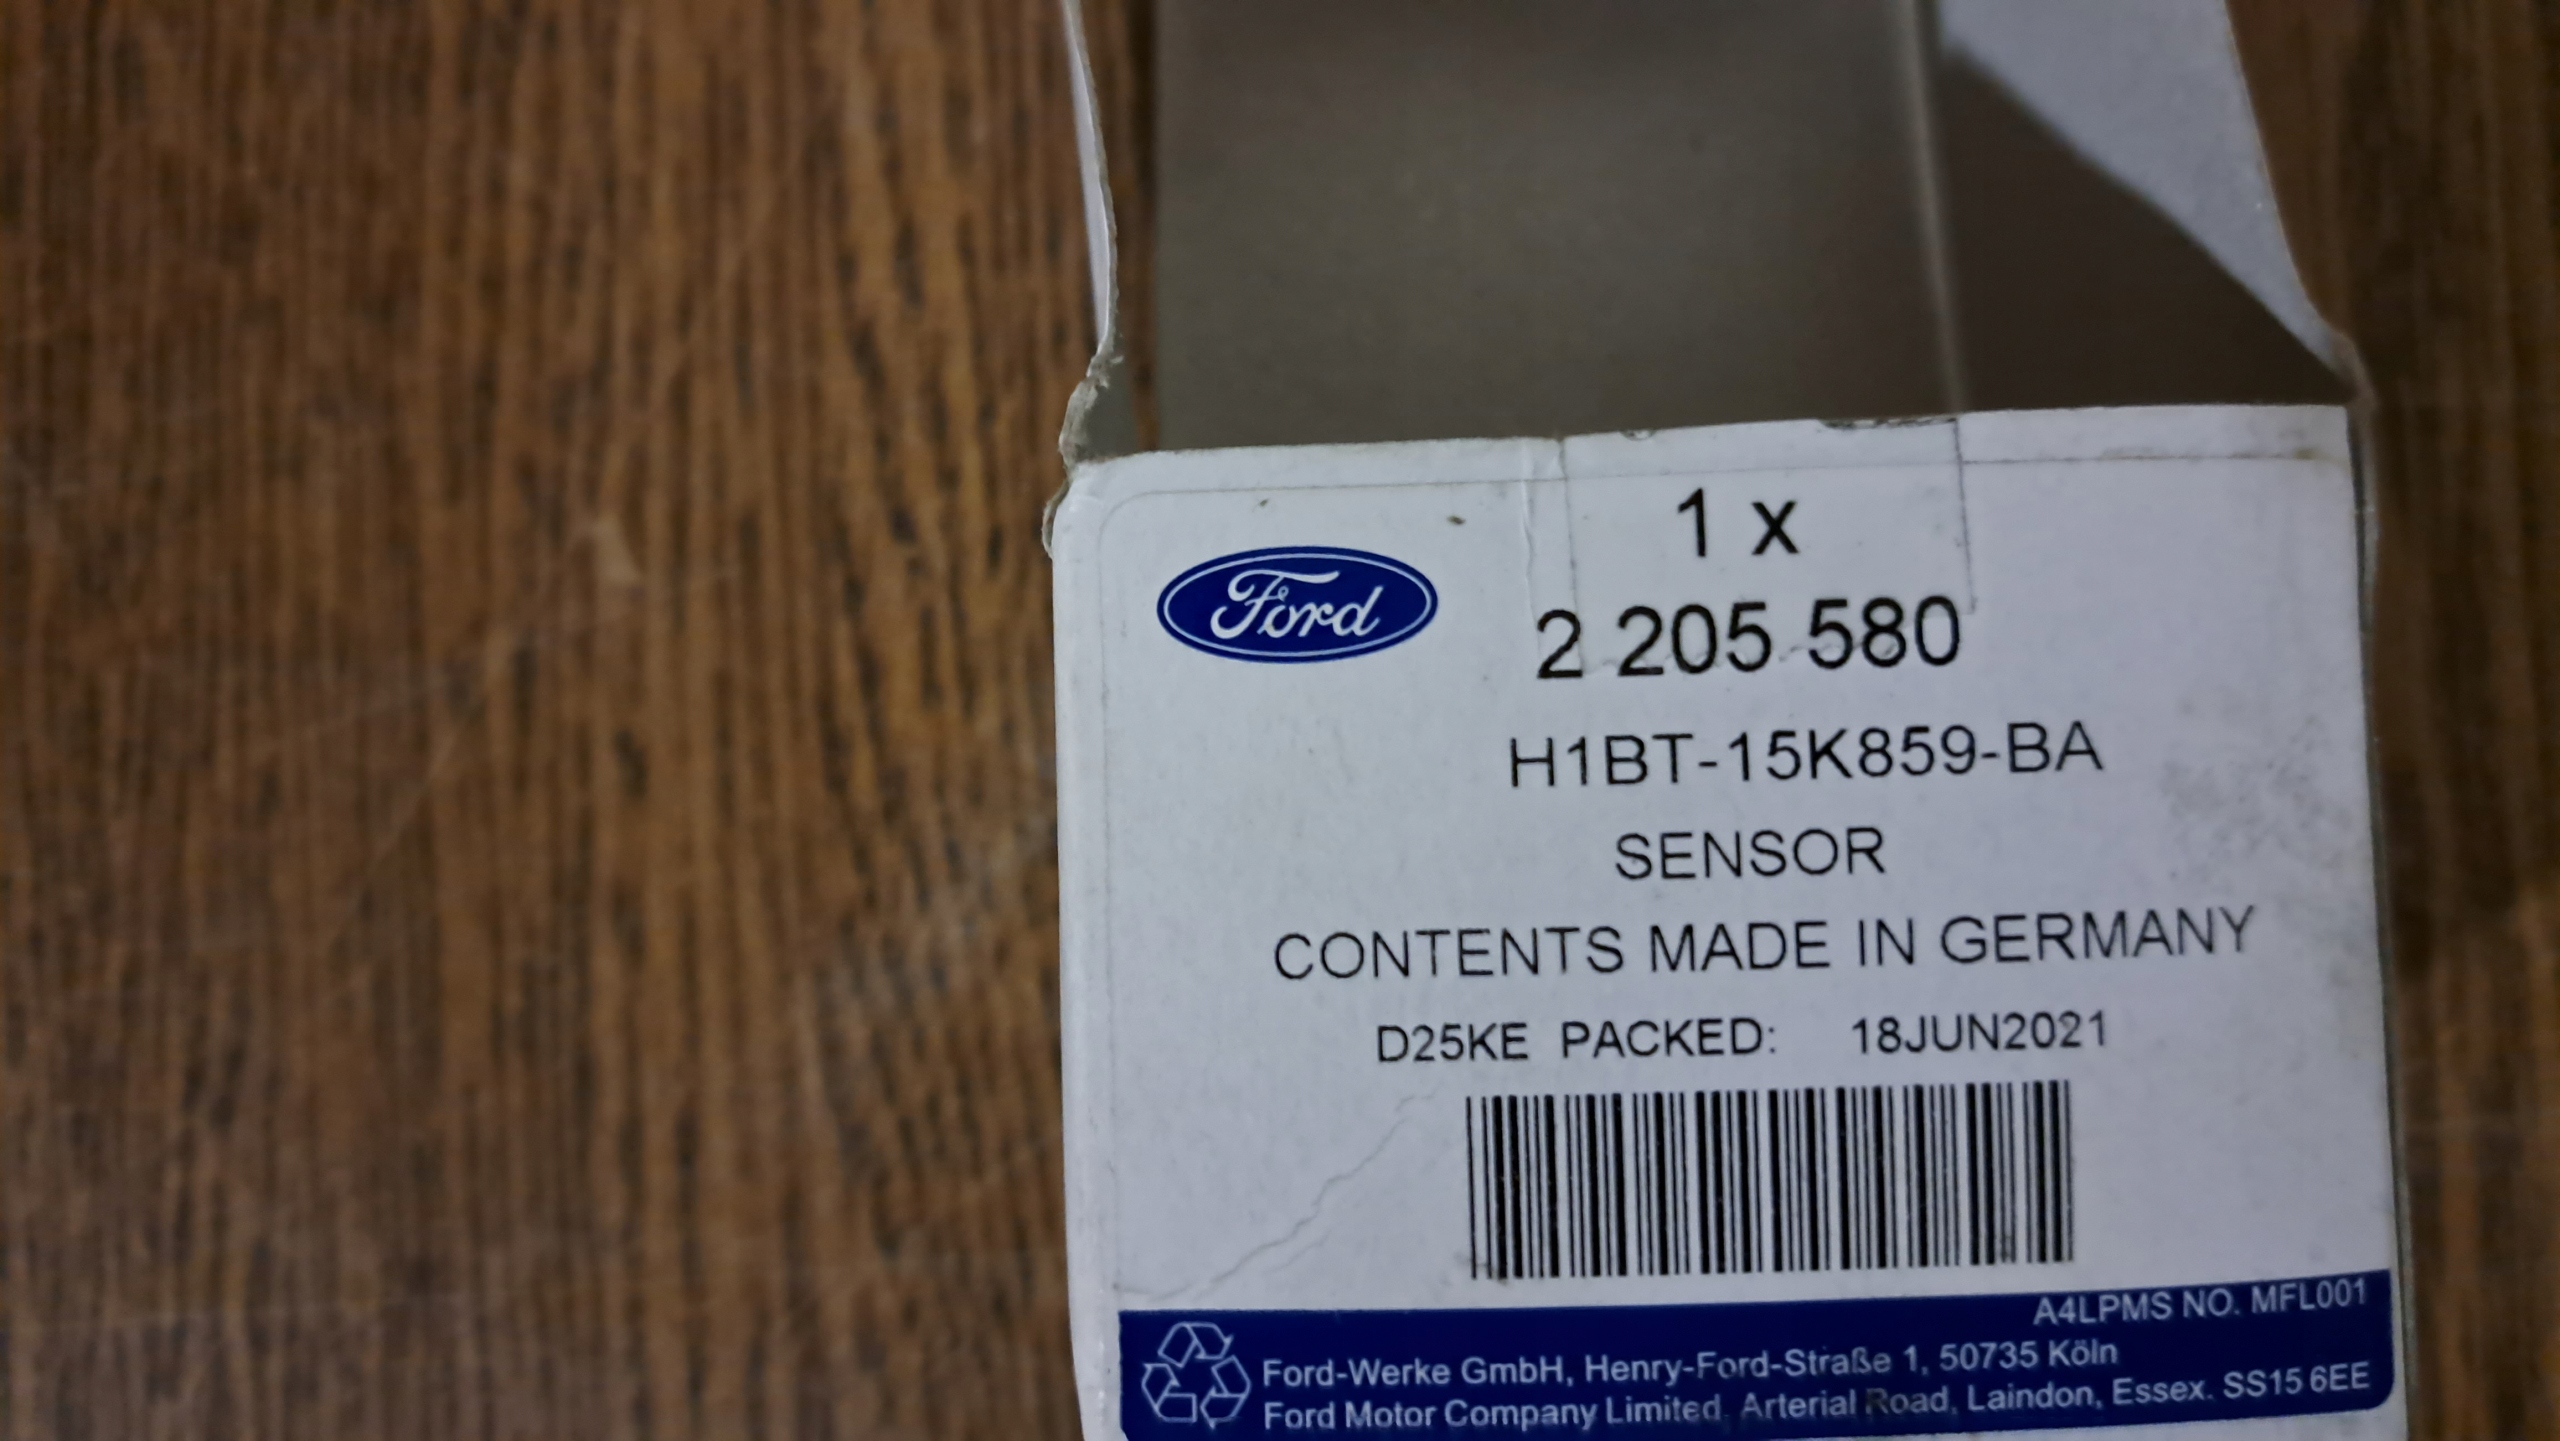 1 x
Ford
2 205 580
H1BT-15K859-BA
SENSOR
CONTENTS MADE IN GERMANY
D25KE PACKED: 18JUN2021
A4LPMS NO. MFL001
Ford-Werke GmbH, Henry-Ford-Straße 1, 50735 Köln
Ford Motor Company Limited, Arterial Road, Laindon, Essex. SS15 6EE